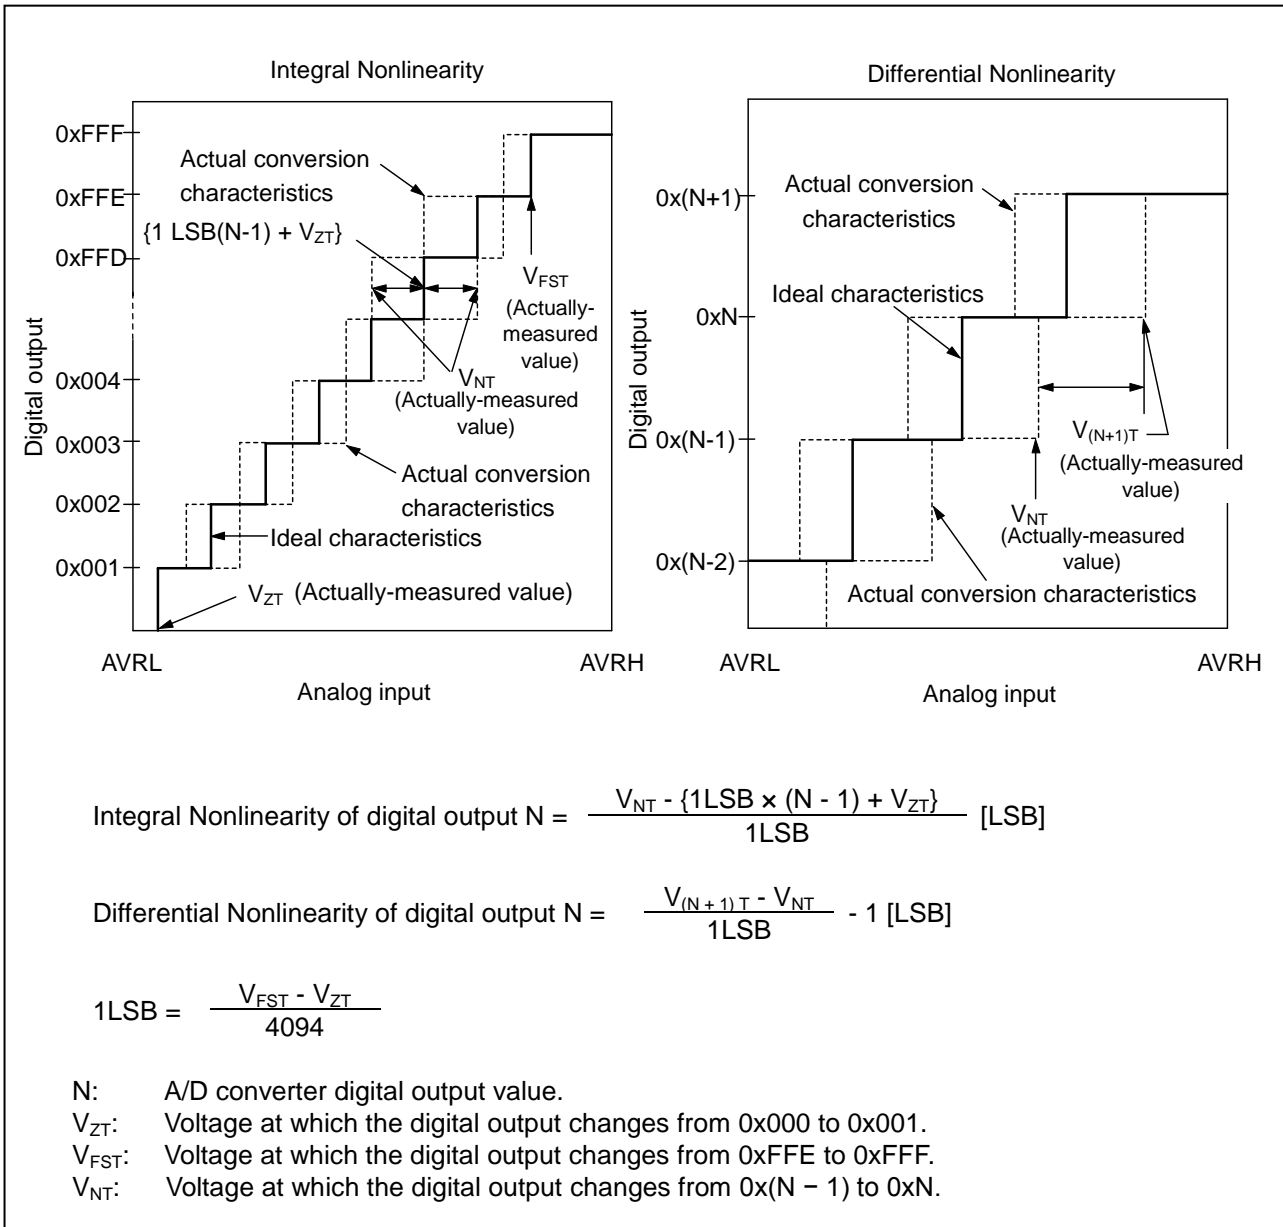 Integral Nonlinearity
0xFFF
0xFFE
0xFFD
0x004
0x003
0x002
0x001
Digital output
Actual conversion
characteristics
{1 LSB(N-1) + VZT}
VFST
(Actually-
measured
value)
VNT
(Actually-measured
value)
Actual conversion
characteristics
Ideal characteristics
VZT (Actually-measured value)
AVRL
AVRH
Analog input
Differential Nonlinearity
0x(N+1)
0xN
0x(N-1)
0x(N-2)
Digital output
Actual conversion
characteristics
Ideal characteristics
V(N+1)T
(Actually-measured
value)
VNT
(Actually-measured
value)
Actual conversion characteristics
AVRL
AVRH
Analog input
Integral Nonlinearity of digital output N = VNT - {1LSB × (N - 1) + VZT} / 1LSB [LSB]
Differential Nonlinearity of digital output N = V(N + 1) T - VNT / 1LSB - 1 [LSB]
1LSB = VFST - VZT / 4094
N: A/D converter digital output value.
VZT: Voltage at which the digital output changes from 0x000 to 0x001.
VFST: Voltage at which the digital output changes from 0xFFE to 0xFFF.
VNT: Voltage at which the digital output changes from 0x(N − 1) to 0xN.